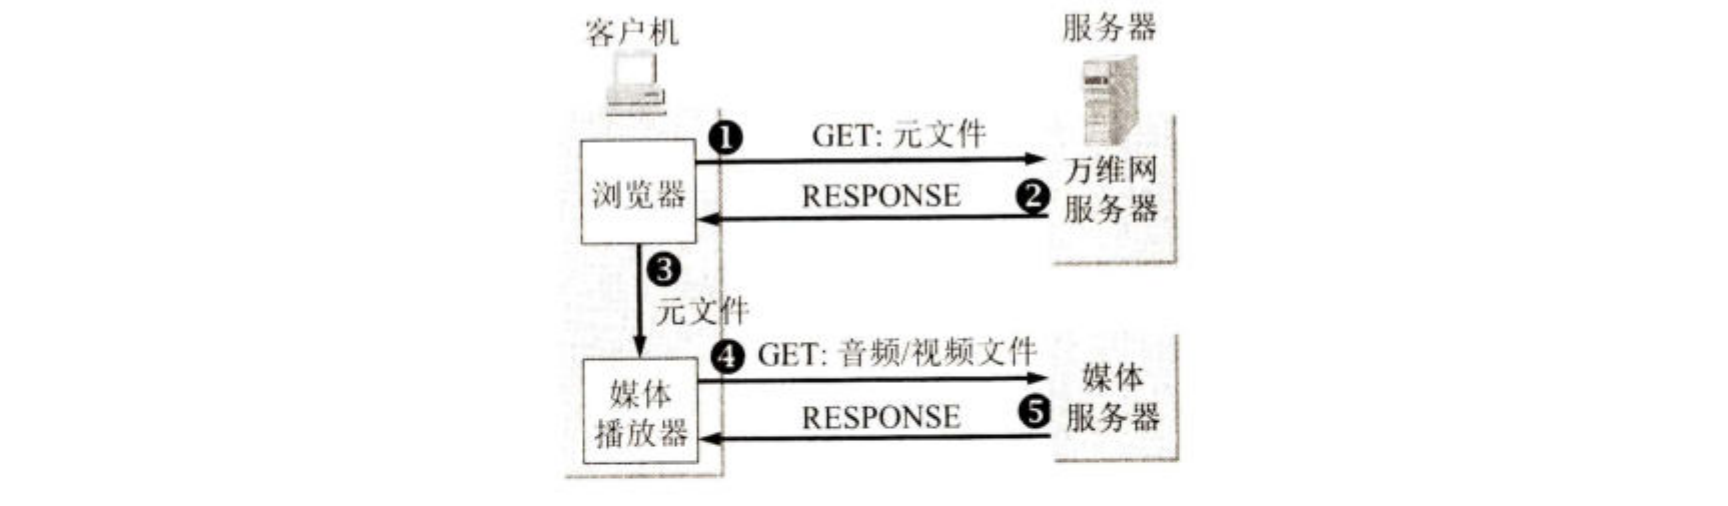 客户机
服务器
❶
GET: 元文件
浏览器
RESPONSE
❷
万维网
服务器
❸
元文件
❹
GET: 音频/视频文件
媒体
播放器
RESPONSE
❺
媒体
服务器